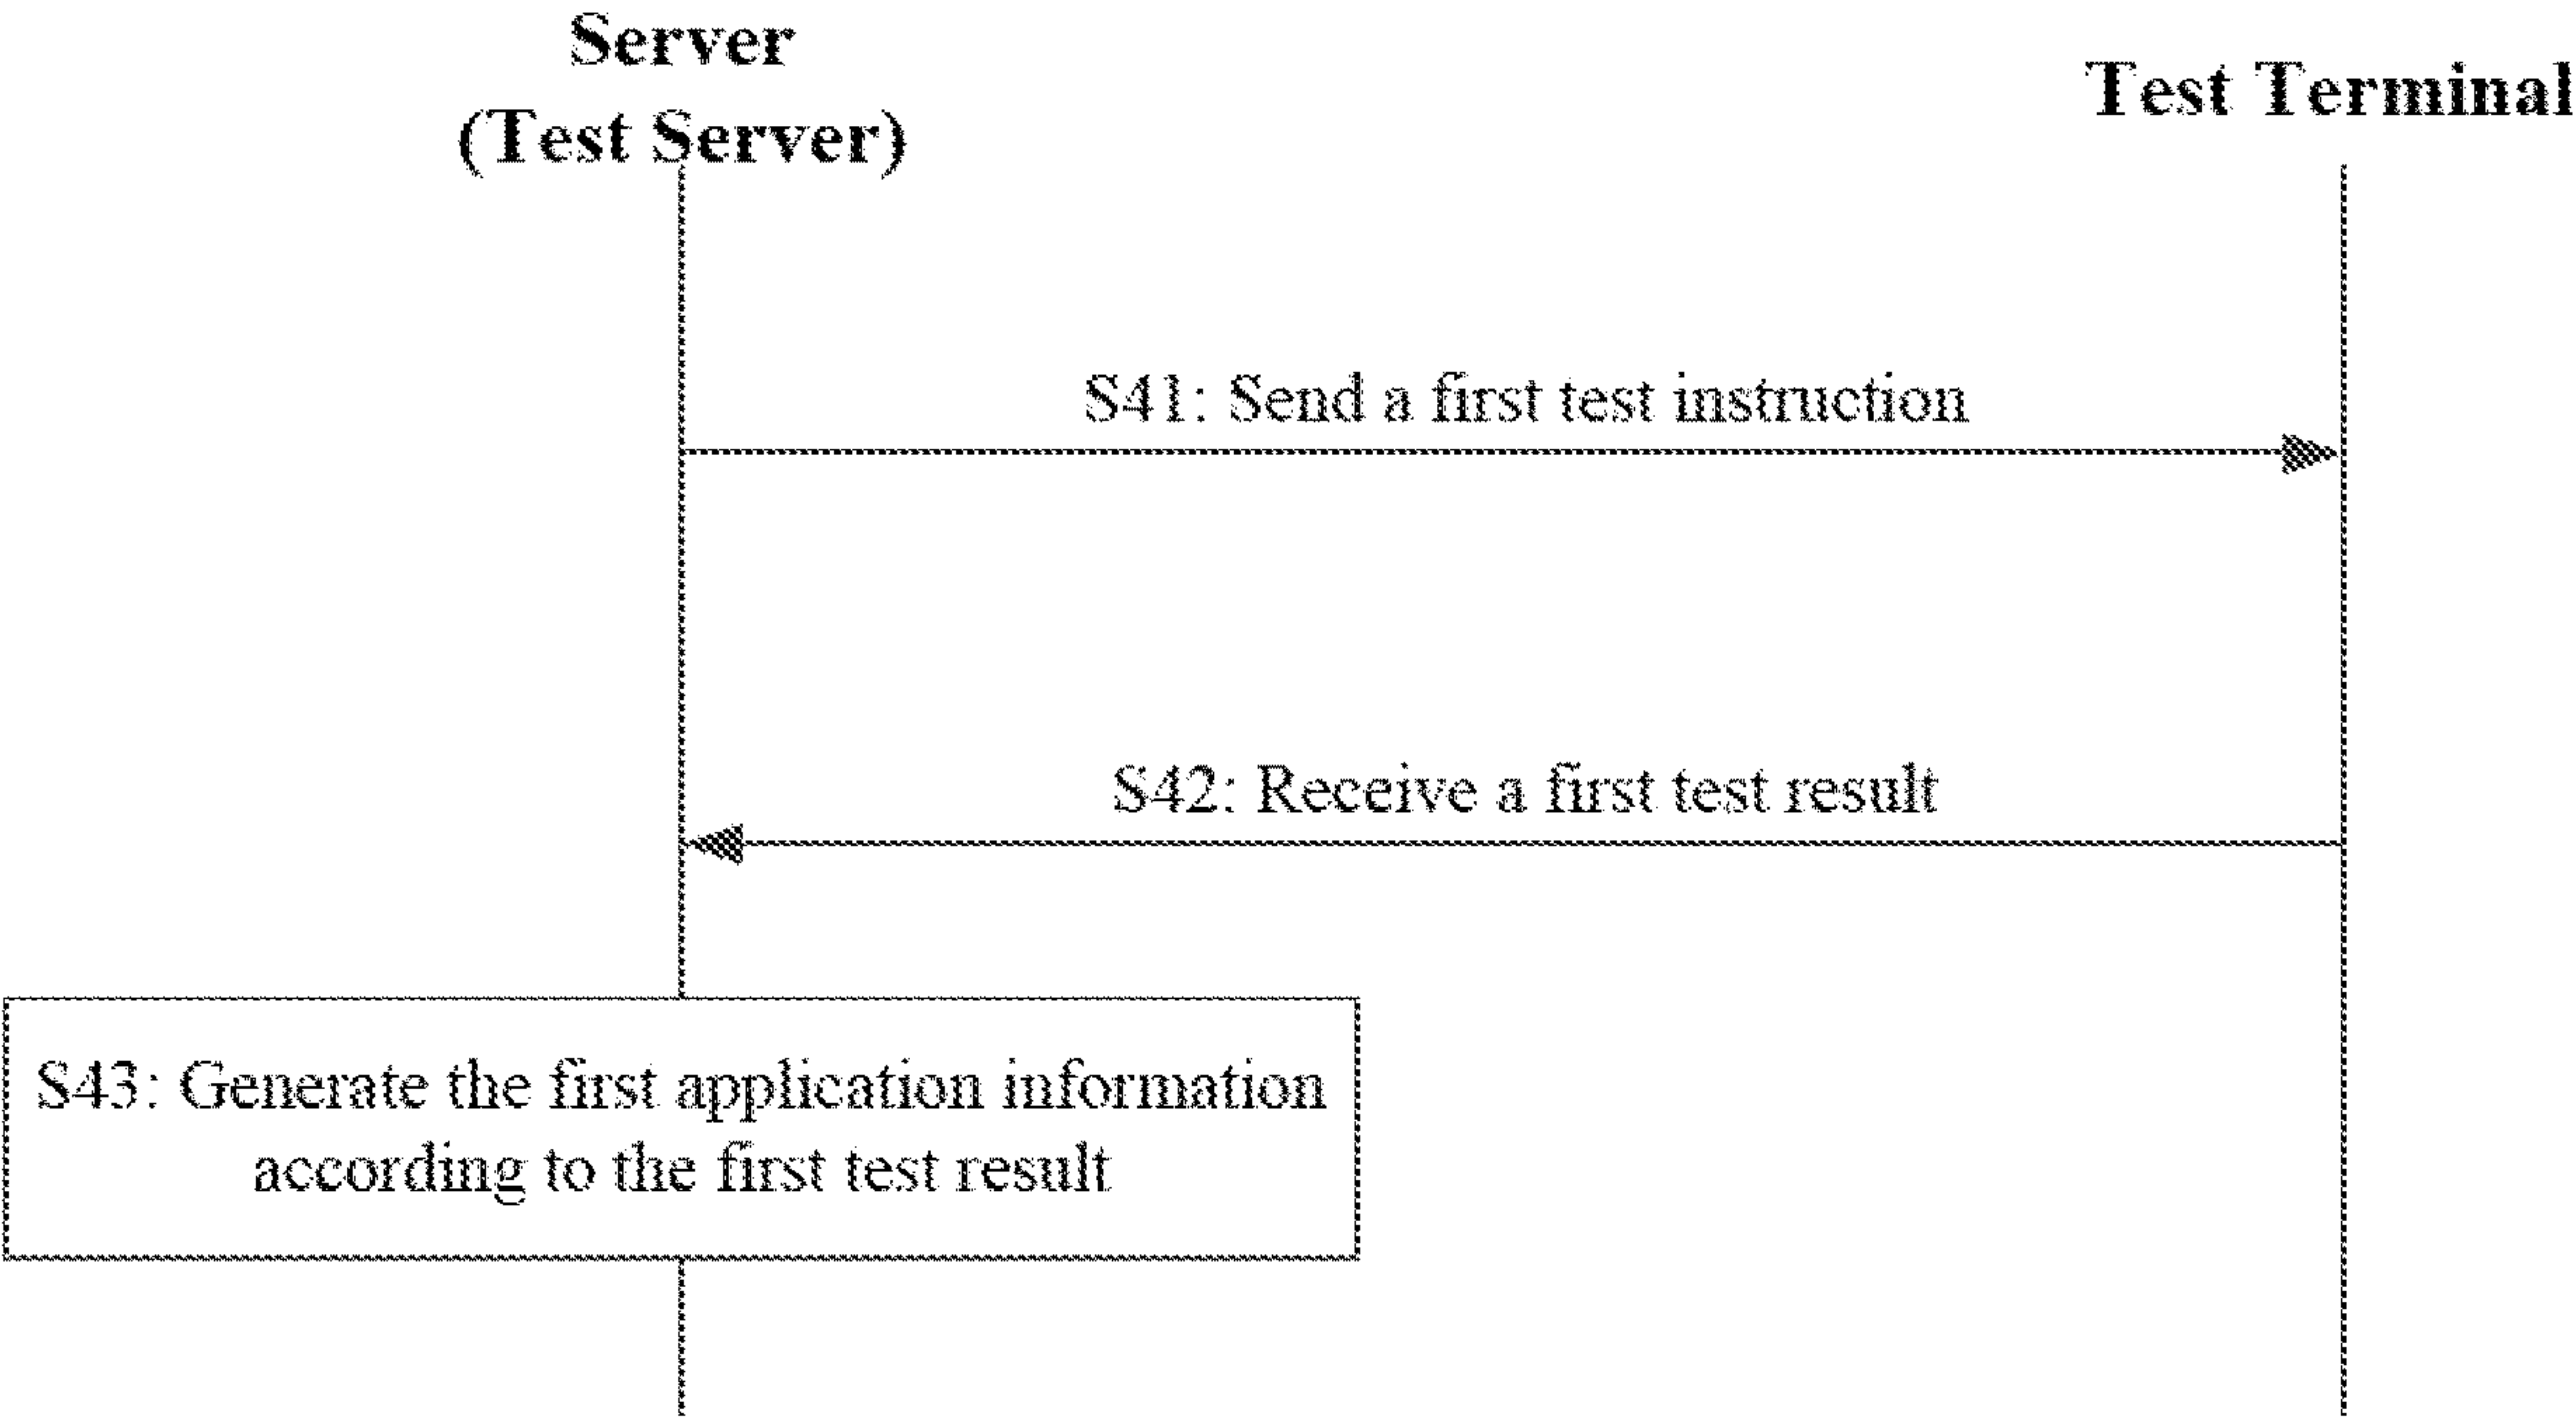 Server
(Test Server)
Test Terminal
S41: Send a first test instruction
S42: Receive a first test result
S43: Generate the first application information
according to the first test result